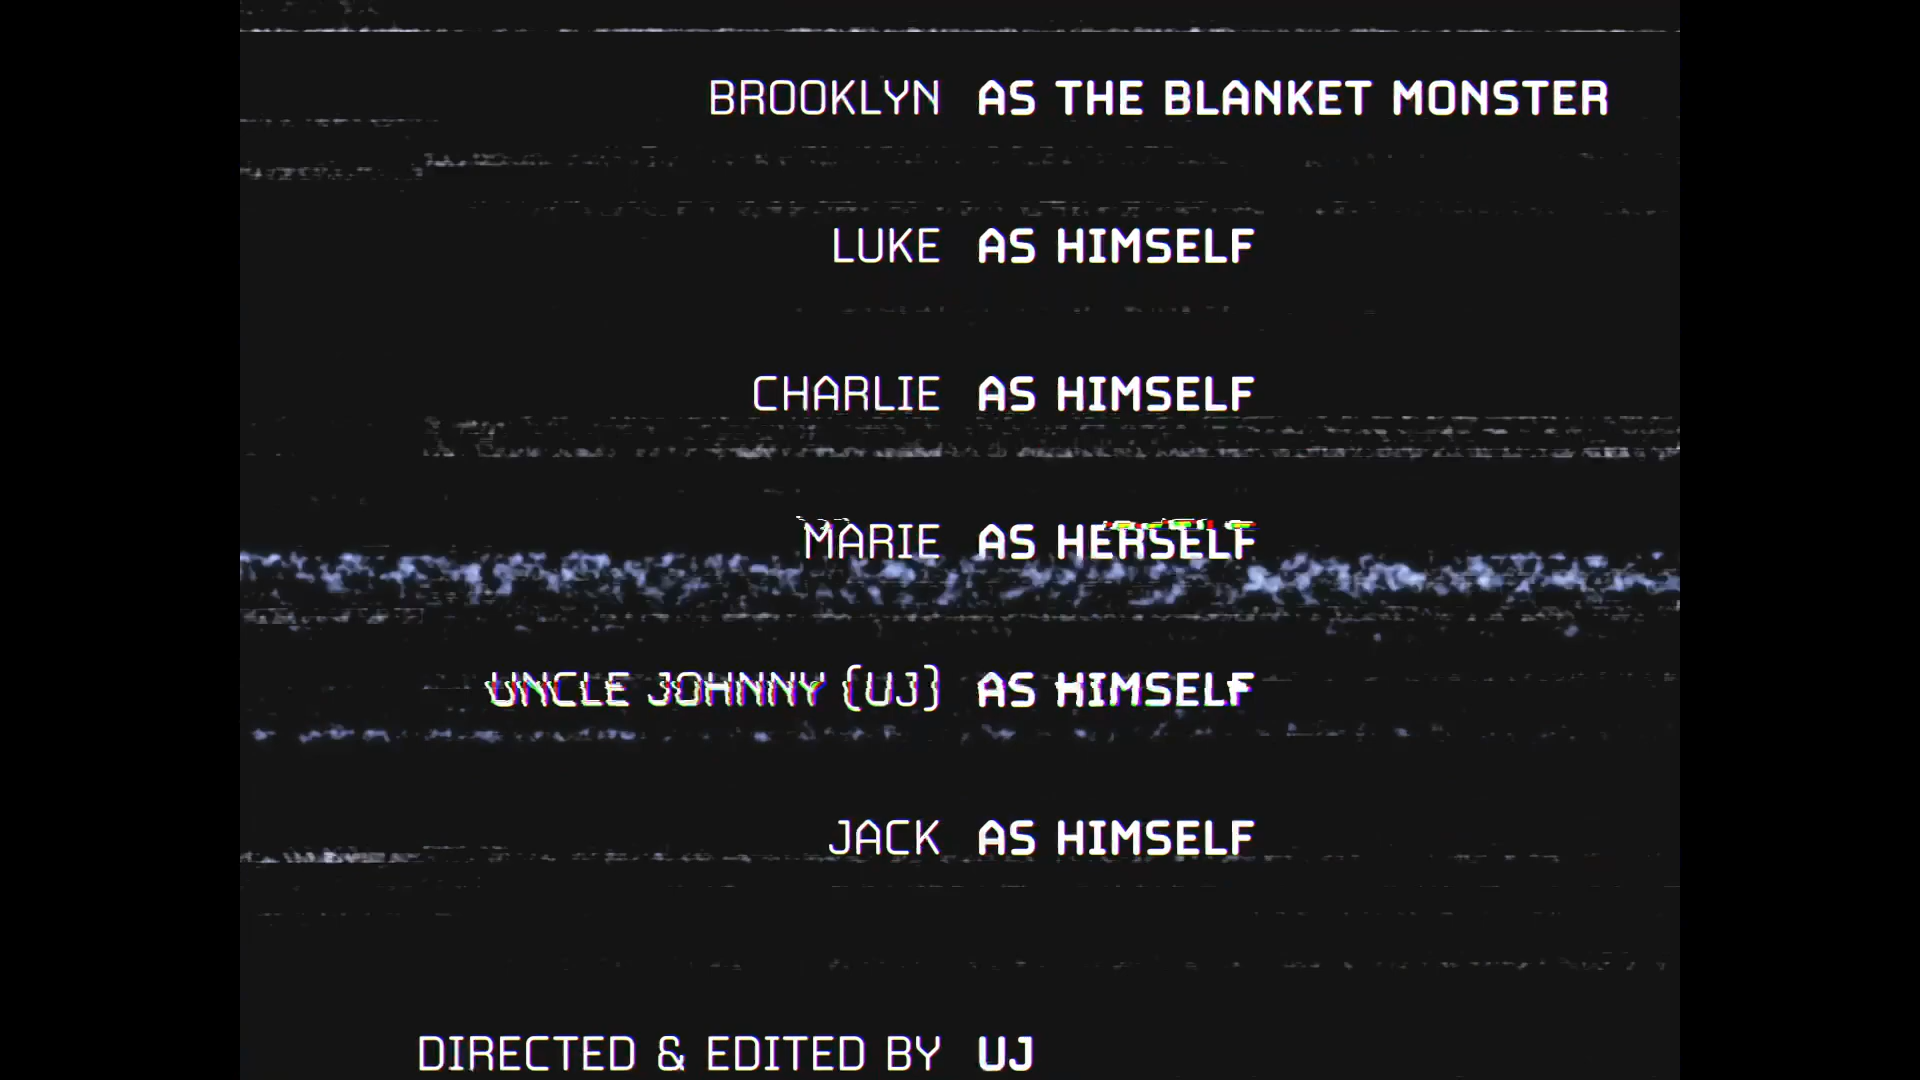 BROOKLYN AS THE BLANKET MONSTER
LUKE AS HIMSELF
CHARLIE AS HIMSELF
MARIE AS HERSELF
UNCLE JOHNNY (UJ) AS HIMSELF
JACK AS HIMSELF
DIRECTED & EDITED BY UJ